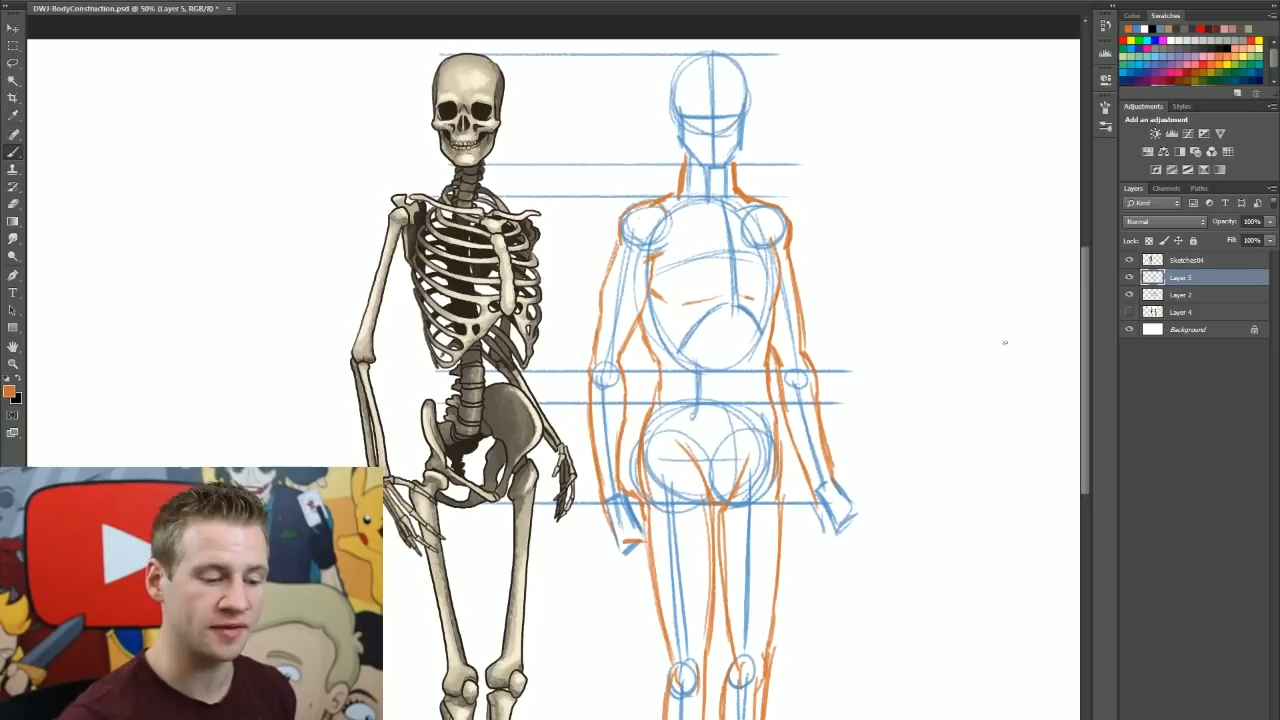 DWJ-BodyConstruction.psd @ 50% (Layer 5, RGB/8) *
Color
Swatches
Adjustments
Styles
Add an adjustment
Layers
Channels
Paths
Kind
Normal
Opacity:
100%
Lock:
Fill:
100%
Sketches04
Layer 5
Layer 2
Layer 4
Background